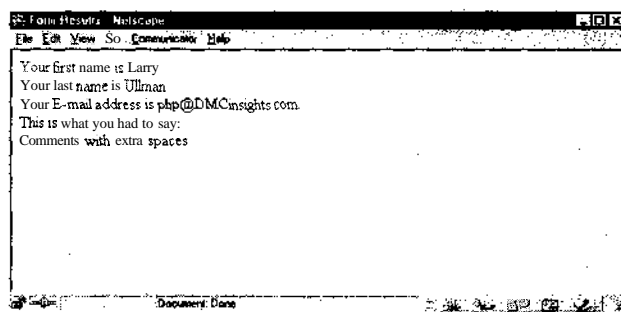 Form Results - Netscape
File Edit View Go Communicator Help
Your first name is Larry
Your last name is Ullman
Your E-mail address is php@DMCinsights com.
This is what you had to say:
Comments with extra spaces
Document: Done